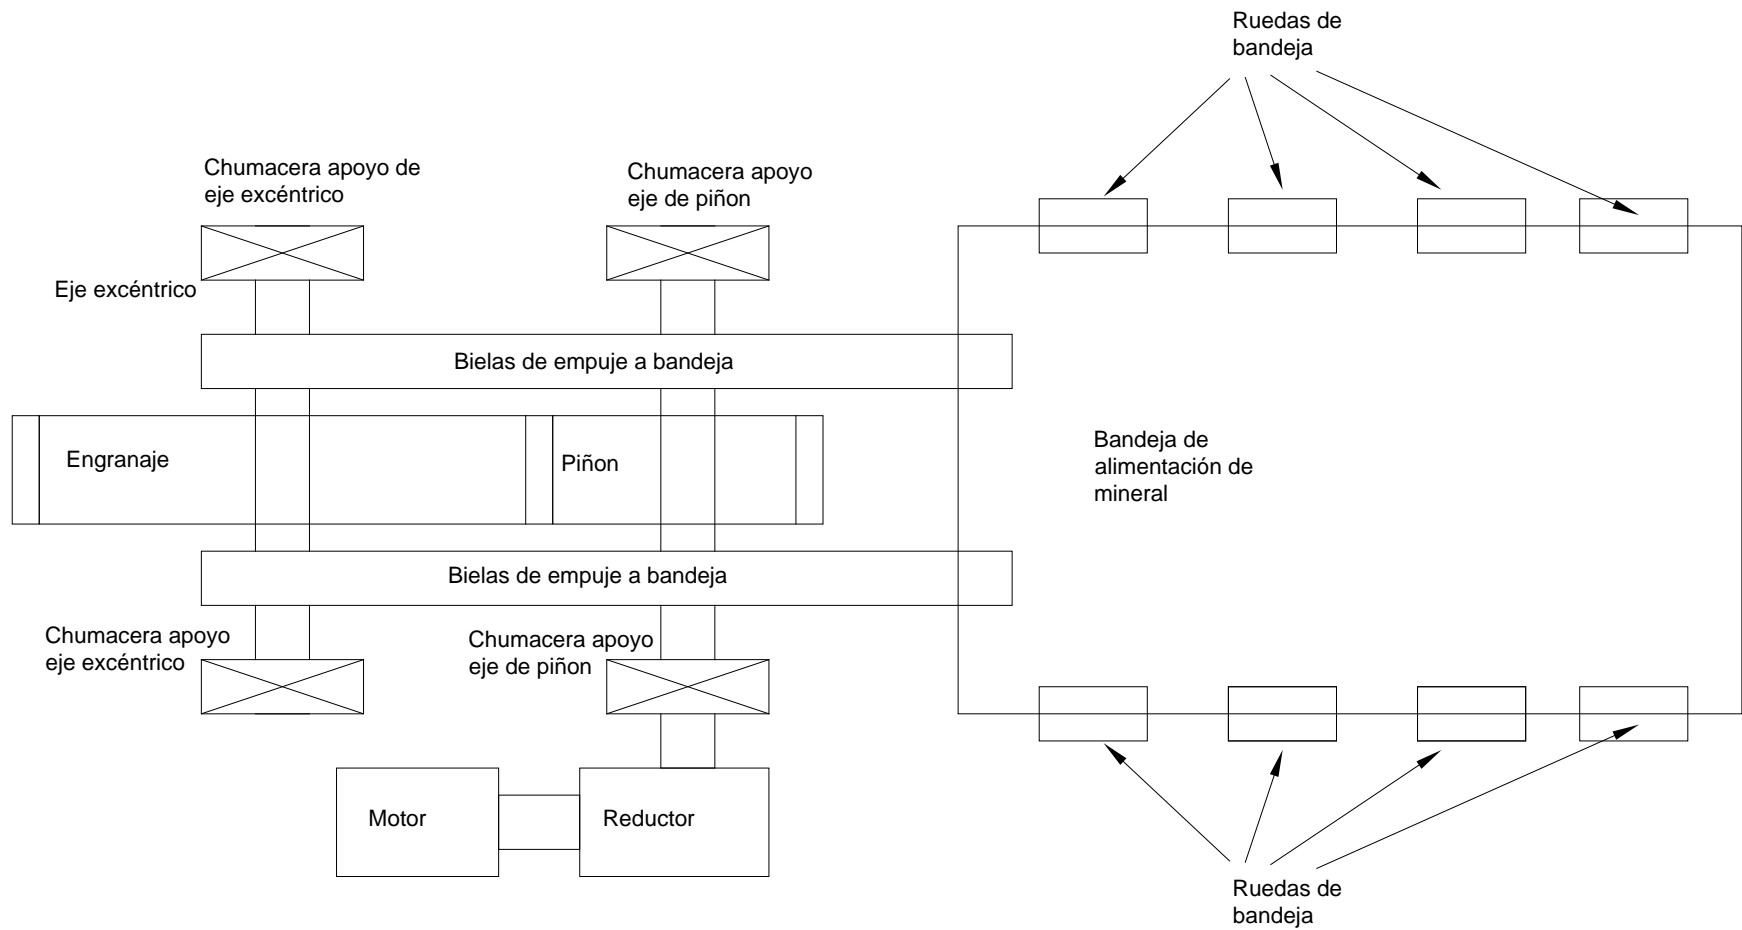 Ruedas de
bandeja
Chumacera apoyo de
eje excéntrico
Chumacera apoyo
eje de piñon
Eje excéntrico
Bielas de empuje a bandeja
Engranaje
Piñon
Bandeja de
alimentación de
mineral
Bielas de empuje a bandeja
Chumacera apoyo
eje excéntrico
Chumacera apoyo
eje de piñon
Motor
Reductor
Ruedas de
bandeja